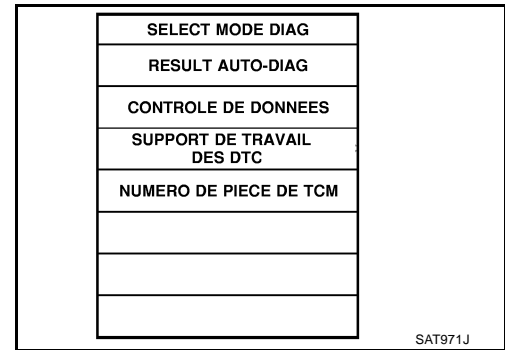 SELECT MODE DIAG
RESULT AUTO-DIAG
CONTROLE DE DONNEES
SUPPORT DE TRAVAIL
DES DTC
NUMERO DE PIECE DE TCM
SAT971J